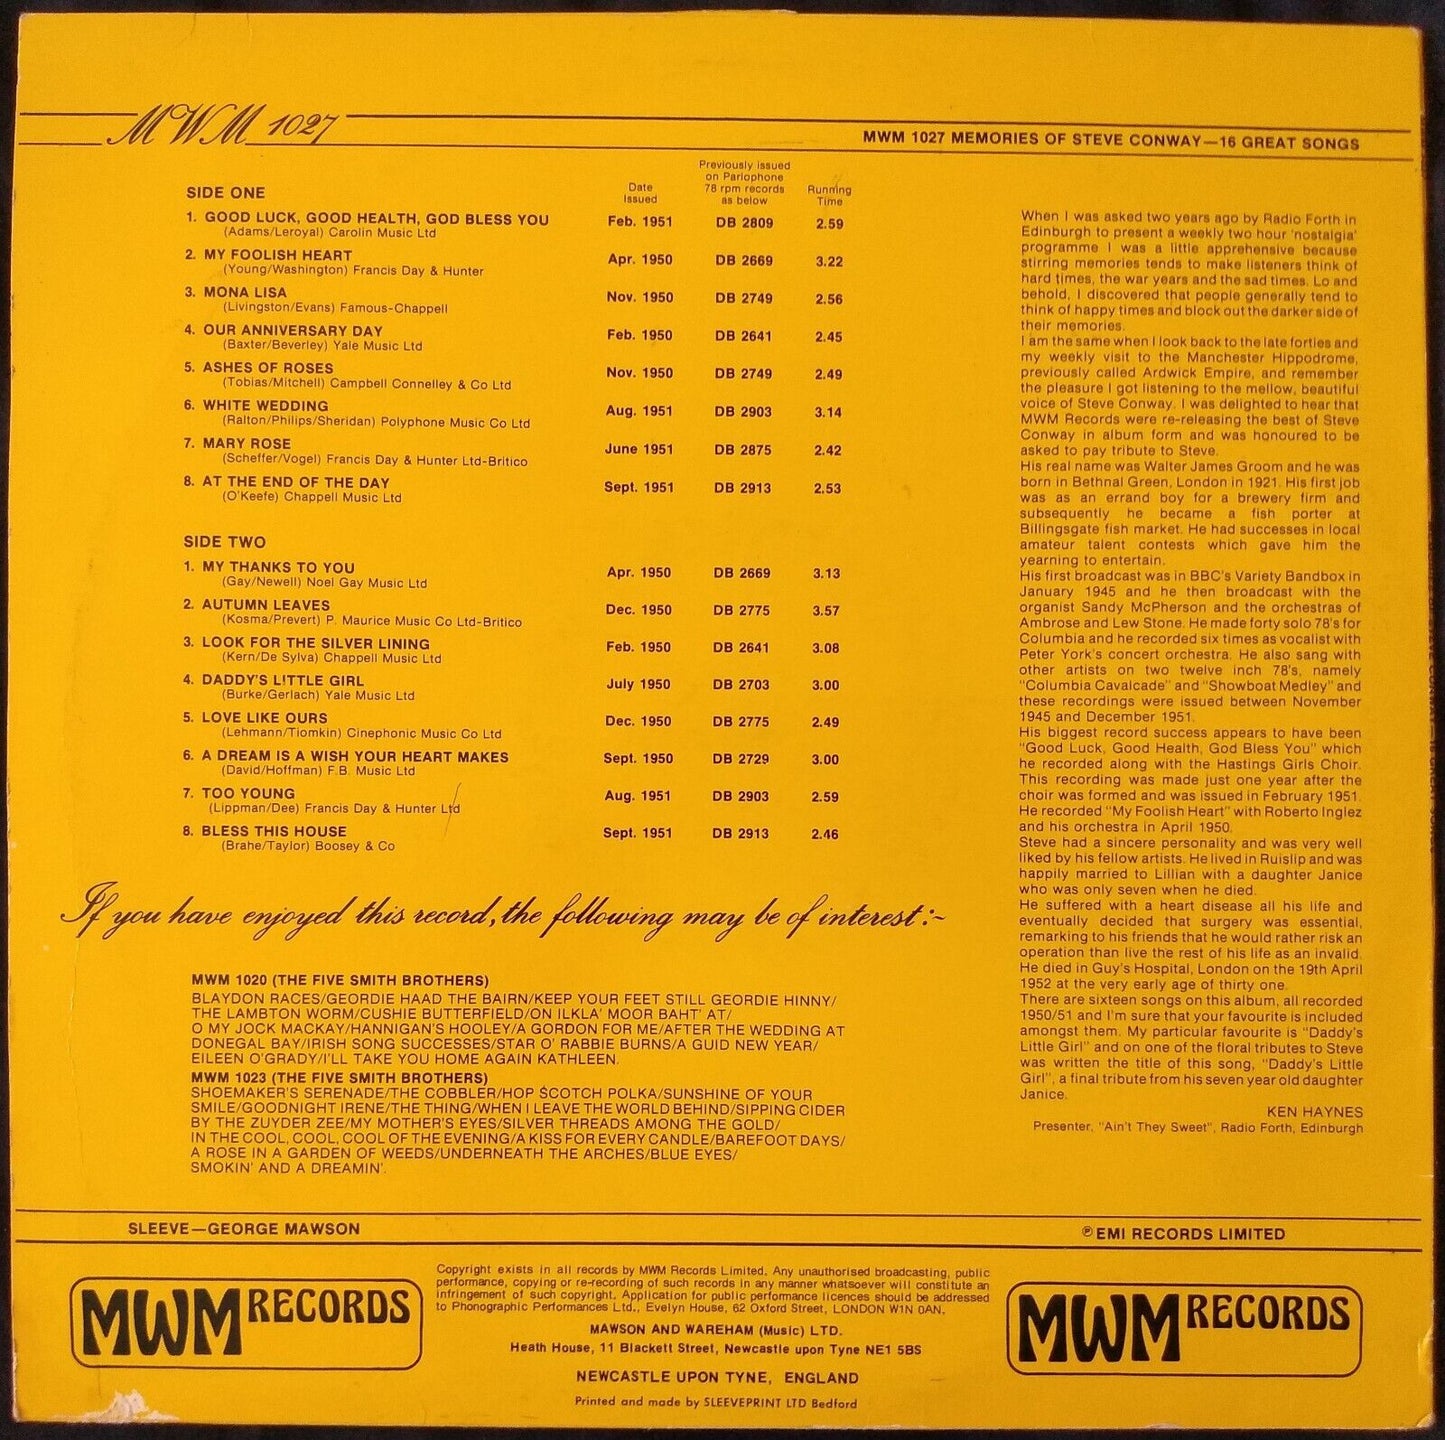 MWM 1027
MWM 1027 MEMORIES OF STEVE CONWAY—16 GREAT SONGS
SIDE ONE
Date
Issued
Previously issued
on Parlophone
78 rpm records
as below
Running
Time
1. GOOD LUCK, GOOD HEALTH, GOD BLESS YOU Feb. 1951 DB 2809 2.59
(Adams/Leroyal) Carolin Music Ltd
2. MY FOOLISH HEART Apr. 1950 DB 2669 3.22
(Young/Washington) Francis Day & Hunter
3. MONA LISA Nov. 1950 DB 2749 2.56
(Livingston/Evans) Famous-Chappell
4. OUR ANNIVERSARY DAY Feb. 1950 DB 2641 2.45
(Baxter/Beverley) Yale Music Ltd
5. ASHES OF ROSES Nov. 1950 DB 2749 2.49
(Tobias/Mitchell) Campbell Connelley & Co Ltd
6. WHITE WEDDING Aug. 1951 DB 2903 3.14
(Ralton/Philips/Sheridan) Polyphone Music Co Ltd
7. MARY ROSE June 1951 DB 2875 2.42
(Scheffer/Vogel) Francis Day & Hunter Ltd-Britico
8. AT THE END OF THE DAY Sept. 1951 DB 2913 2.53
(O'Keefe) Chappell Music Ltd
SIDE TWO
1. MY THANKS TO YOU Apr. 1950 DB 2669 3.13
(Gay/Newell) Noel Gay Music Ltd
2. AUTUMN LEAVES Dec. 1950 DB 2775 3.57
(Kosma/Prevert) P. Maurice Music Co Ltd-Britico
3. LOOK FOR THE SILVER LINING Feb. 1950 DB 2641 3.08
(Kern/De Sylva) Chappell Music Ltd
4. DADDY'S LITTLE GIRL July 1950 DB 2703 3.00
(Burke/Gerlach) Yale Music Ltd
5. LOVE LIKE OURS Dec. 1950 DB 2775 2.49
(Lehmann/Tiomkin) Cinephonic Music Co Ltd
6. A DREAM IS A WISH YOUR HEART MAKES Sept. 1950 DB 2729 3.00
(David/Hoffman) F.B. Music Ltd
7. TOO YOUNG Aug. 1951 DB 2903 2.59
(Lippman/Dee) Francis Day & Hunter Ltd
8. BLESS THIS HOUSE Sept. 1951 DB 2913 2.46
(Brahe/Taylor) Boosey & Co
If you have enjoyed this record, the following may be of interest:~
MWM 1020 (THE FIVE SMITH BROTHERS)
BLAYDON RACES/GEORDIE HAAD THE BAIRN/KEEP YOUR FEET STILL GEORDIE HINNY/
THE LAMBTON WORM/CUSHIE BUTTERFIELD/ON ILKLA' MOOR BAHT' AT/
O MY JOCK MACKAY/HANNIGAN'S HOOLEY/A GORDON FOR ME/AFTER THE WEDDING AT
DONEGAL BAY/IRISH SONG SUCCESSES/STAR O' RABBIE BURNS/A GUID NEW YEAR/
EILEEN O'GRADY/I'LL TAKE YOU HOME AGAIN KATHLEEN.
MWM 1023 (THE FIVE SMITH BROTHERS)
SHOEMAKER'S SERENADE/THE COBBLER/HOP SCOTCH POLKA/SUNSHINE OF YOUR
SMILE/GOODNIGHT IRENE/THE THING/WHEN I LEAVE THE WORLD BEHIND/SIPPING CIDER
BY THE ZUYDER ZEE/MY MOTHER'S EYES/SILVER THREADS AMONG THE GOLD/
IN THE COOL, COOL, COOL OF THE EVENING/A KISS FOR EVERY CANDLE/BAREFOOT DAYS/
A ROSE IN A GARDEN OF WEEDS/UNDERNEATH THE ARCHES/BLUE EYES/
SMOKIN' AND A DREAMIN'.
When I was asked two years ago by Radio Forth in
Edinburgh to present a weekly two hour 'nostalgia'
programme I was a little apprehensive because
stirring memories tends to make listeners think of
hard times, the war years and the sad times. Lo and
behold, I discovered that people generally tend to
think of happy times and block out the darker side of
their memories.
I am the same when I look back to the late forties and
my weekly visit to the Manchester Hippodrome,
previously called Ardwick Empire, and remember
the pleasure I got listening to the mellow, beautiful
voice of Steve Conway. I was delighted to hear that
MWM Records were re-releasing the best of Steve
Conway in album form and was honoured to be
asked to pay tribute to Steve.
His real name was Walter James Groom and he was
born in Bethnal Green, London in 1921. His first job
was as an errand boy for a brewery firm and
subsequently he became a fish porter at
Billingsgate fish market. He had successes in local
amateur talent contests which gave him the
yearning to entertain.
His first broadcast was in BBC's Variety Bandbox in
January 1945 and he then broadcast with the
organist Sandy McPherson and the orchestras of
Ambrose and Lew Stone. He made forty solo 78's for
Columbia and he recorded six times as vocalist with
Peter York's concert orchestra. He also sang with
other artists on two twelve inch 78's, namely
"Columbia Cavalcade" and "Showboat Medley" and
these recordings were issued between November
1945 and December 1951.
His biggest record success appears to have been
"Good Luck, Good Health, God Bless You" which
he recorded along with the Hastings Girls Choir.
This recording was made just one year after the
choir was formed and was issued in February 1951.
He recorded "My Foolish Heart" with Roberto Inglez
and his orchestra in April 1950.
Steve had a sincere personality and was very well
liked by his fellow artists. He lived in Ruislip and was
happily married to Lillian with a daughter Janice
who was only seven when he died.
He suffered with a heart disease all his life and
eventually decided that surgery was essential,
remarking to his friends that he would rather risk an
operation than live the rest of his life as an invalid.
He died in Guy's Hospital, London on the 19th April
1952 at the very early age of thirty one.
There are sixteen songs on this album, all recorded
1950/51 and I'm sure that your favourite is included
amongst them. My particular favourite is "Daddy's
Little Girl" and on one of the floral tributes to Steve
was written the title of this song, "Daddy's Little
Girl", a final tribute from his seven year old daughter
Janice.
KEN HAYNES
Presenter, "Ain't They Sweet", Radio Forth, Edinburgh
SLEEVE—GEORGE MAWSON
℗ EMI RECORDS LIMITED
MWM RECORDS
Copyright exists in all records by MWM Records Limited. Any unauthorised broadcasting, public
performance, copying or re-recording of such records in any manner whatsoever will constitute an
infringement of such copyright. Application for public performance licences should be addressed
to Phonographic Performances Ltd., Evelyn House, 62 Oxford Street, LONDON W1N 0AN.
MAWSON AND WAREHAM (Music) LTD.
Heath House, 11 Blackett Street, Newcastle upon Tyne NE1 5BS
NEWCASTLE UPON TYNE, ENGLAND
Printed and made by SLEEVEPRINT LTD Bedford
MWM RECORDS